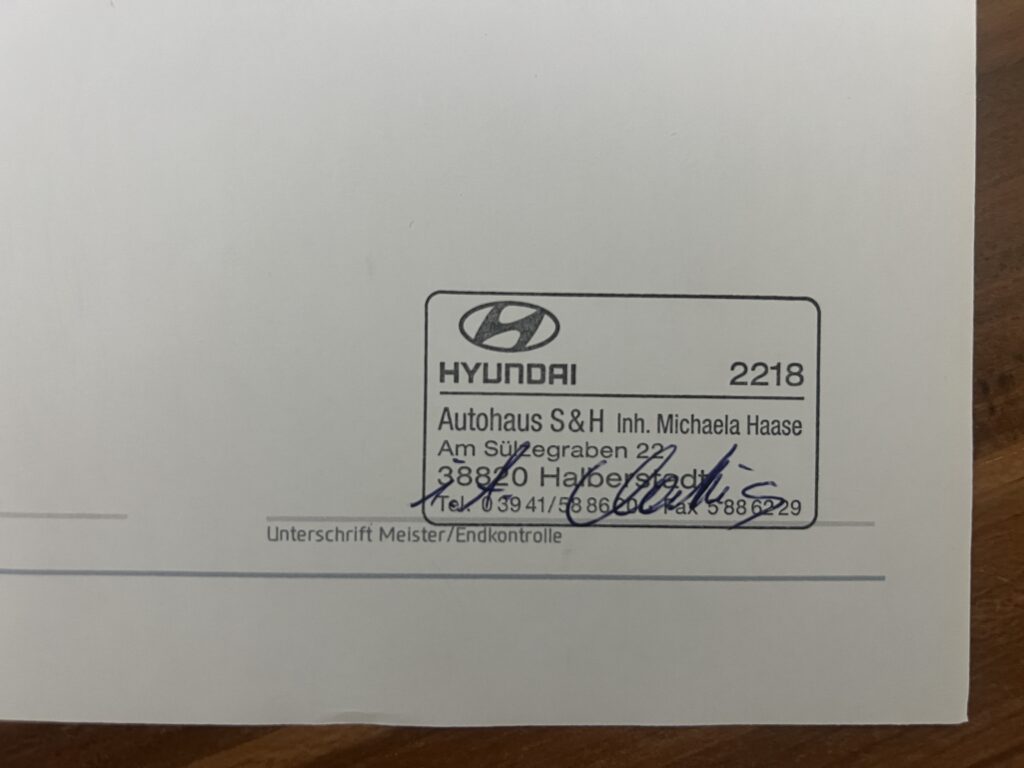 HYUNDAI 2218
Autohaus S&H Inh. Michaela Haase
Am Sülzegraben 22
38820 Halberstadt
Tel. 0 39 41/58 86 Fax 5 88 62 29
i.A.
Unterschrift Meister/Endkontrolle